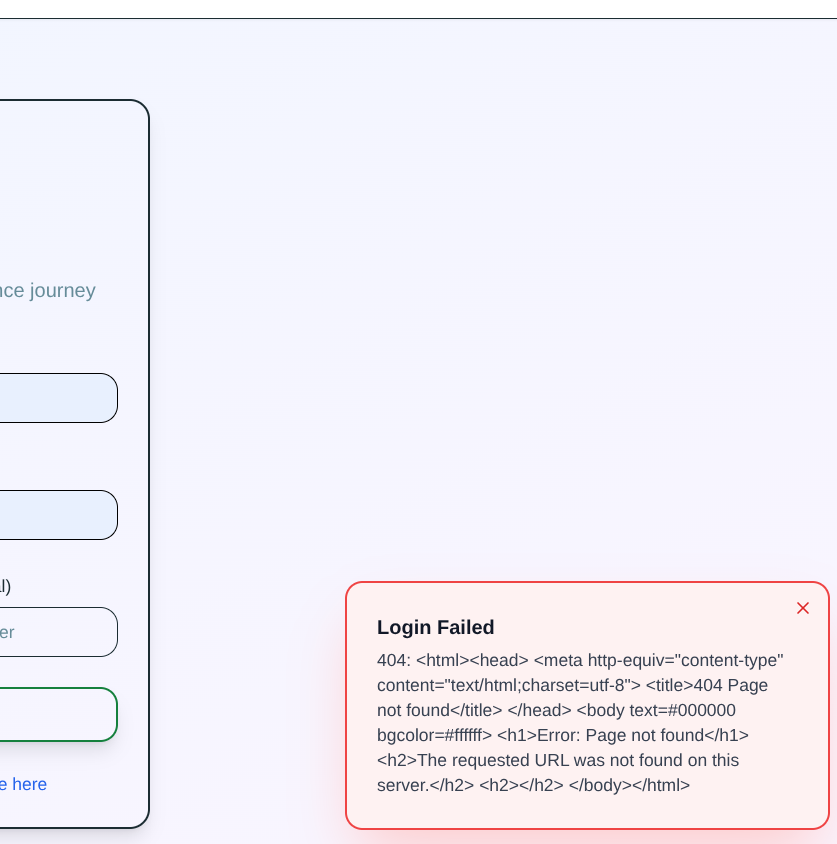 nce journey
l)
er
e here
Login Failed
404: <html><head> <meta http-equiv="content-type"
content="text/html;charset=utf-8"> <title>404 Page
not found</title> </head> <body text=#000000
bgcolor=#ffffff> <h1>Error: Page not found</h1>
<h2>The requested URL was not found on this
server.</h2> <h2></h2> </body></html>